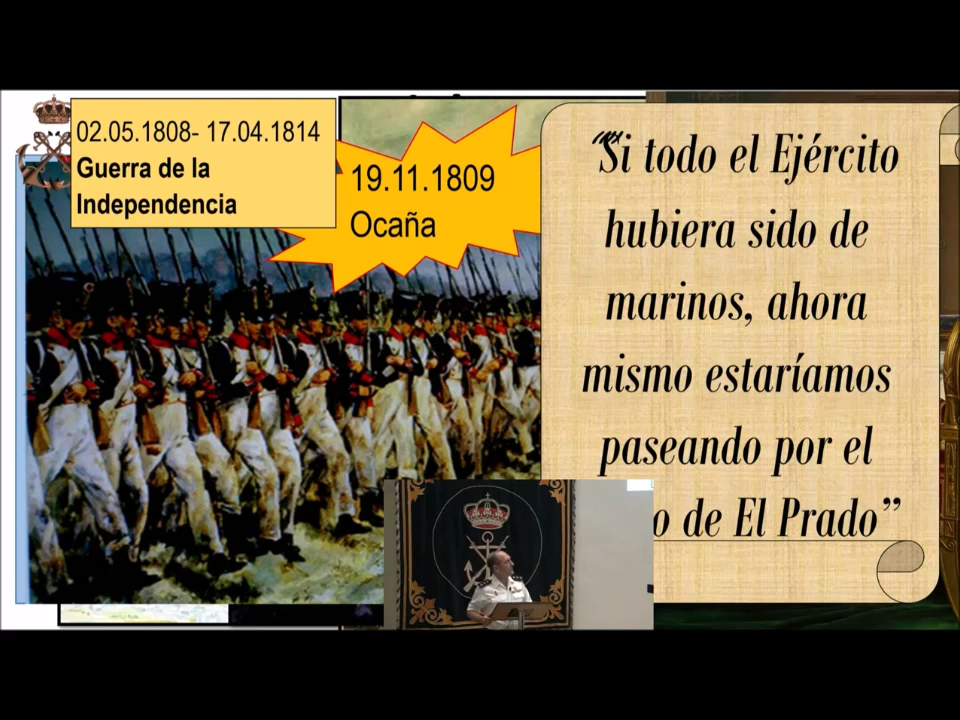 02.05.1808- 17.04.1814
Guerra de la
Independencia
19.11.1809
Ocaña
“Si todo el Ejército
hubiera sido de
marinos, ahora
mismo estaríamos
paseando por el
de El Prado”